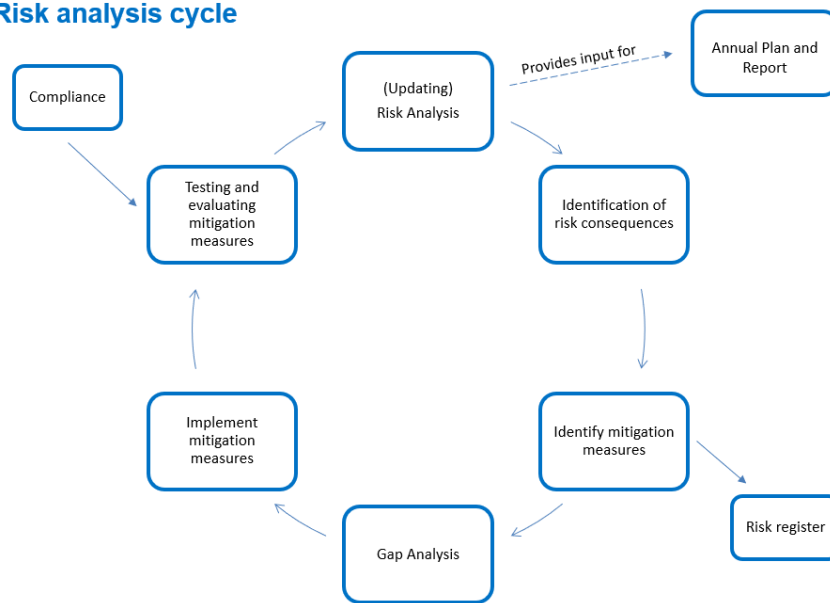 Risk analysis cycle
Provides input for
Annual Plan and
Report
(Updating)
Risk Analysis
Compliance
Testing and
evaluating
mitigation
measures
Identification of
risk consequences
Implement
mitigation
measures
Identify mitigation
measures
Risk register
Gap Analysis